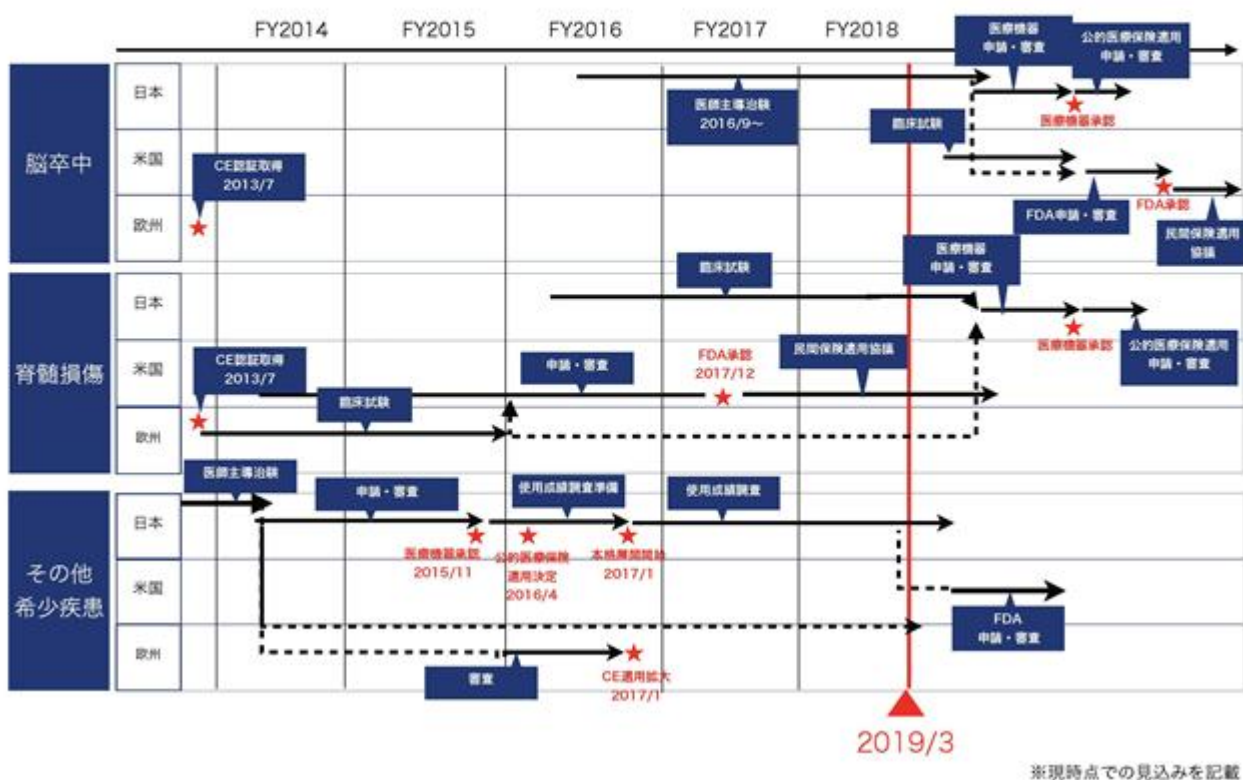 FY2014 FY2015 FY2016 FY2017 FY2018
医療機器
申請・審査
公的医療保険適用
申請・審査
脳卒中
日本
医師主導治験
2016/9〜
医療機器承認
臨床試験
米国
CE認証取得
2013/7
FDA申請・審査
FDA承認
民間保険適用
協議
欧州
脊髄損傷
日本
臨床試験
医療機器
申請・審査
医療機器承認
公的医療保険適用
申請・審査
米国
CE認証取得
2013/7
申請・審査
FDA承認
2017/12
民間保険適用協議
臨床試験
欧州
その他
希少疾患
医師主導治験
日本
申請・審査
使用成績調査準備
使用成績調査
医療機器承認
2015/11
公的医療保険
適用決定
2016/4
本格展開開始
2017/1
米国
FDA
申請・審査
欧州
審査
CE適用拡大
2017/1
2019/3
※現時点での見込みを記載